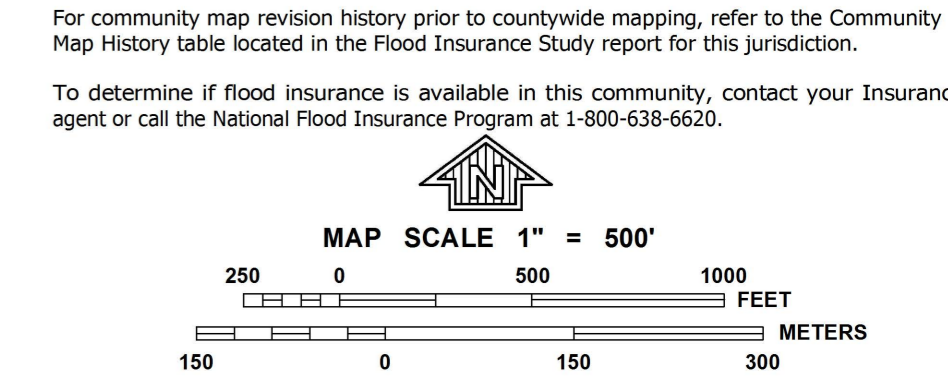 For community map revision history prior to countywide mapping, refer to the Community
Map History table located in the Flood Insurance Study report for this jurisdiction.
To determine if flood insurance is available in this community, contact your Insuranc
agent or call the National Flood Insurance Program at 1-800-638-6620.
N
MAP SCALE 1" = 500'
250 0 500 1000
FEET
METERS
150 0 150 300